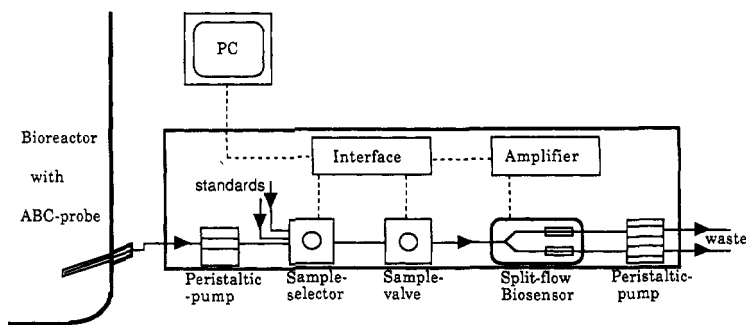 PC
Bioreactor
with
ABC-probe
Interface
Amplifier
standards
waste
Peristaltic
-pump
Sample-
selector
Sample-
valve
Split-flow
Biosensor
Peristaltic-
pump